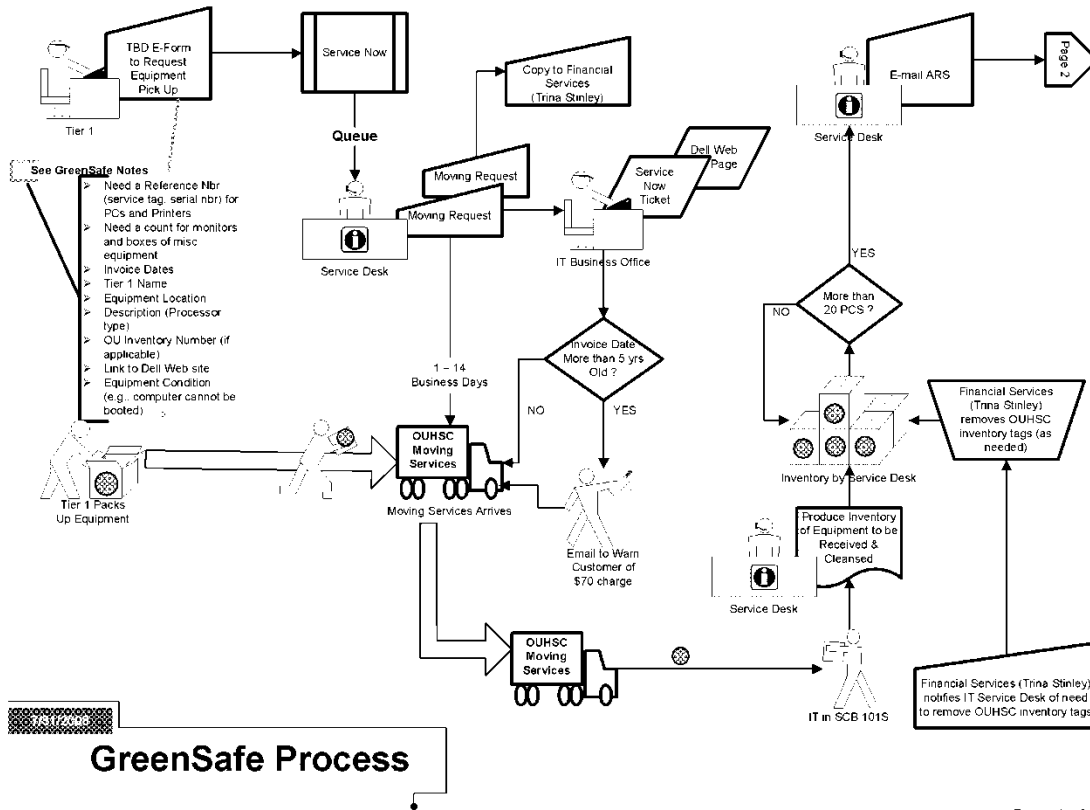 TBD E-Form
to Request
Equipment
Pick Up
Tier 1
Service Now
Queue
Copy to Financial
Services
(Trina Stinley)
Moving Request
Moving Request
Service Desk
Dell Web
Page
Service
Now
Ticket
IT Business Office
E-mail ARS
Service Desk
Page 2
See GreenSafe Notes
Need a Reference Nbr
(service tag, serial nbr) for
PCs and Printers
Need a count for monitors
and boxes of misc
equipment
Invoice Dates
Tier 1 Name
Equipment Location
Description (Processor
type)
OU Inventory Number (if
applicable)
Link to Dell Web site
Equipment Condition
(e.g., computer cannot be
booted)
1 – 14
Business Days
Invoice Date
More than 5 yrs
Old ?
NO
YES
YES
More than
20 PCS ?
NO
Financial Services
(Trina Stinley)
removes OUHSC
inventory tags (as
needed)
Inventory by Service Desk
Tier 1 Packs
Up Equipment
OUHSC
Moving
Services
Moving Services Arrives
Email to Warn
Customer of
$70 charge
Produce Inventory
of Equipment to be
Received &
Cleansed
Service Desk
OUHSC
Moving
Services
IT in SCB 101S
Financial Services (Trina Stinley)
notifies IT Service Desk of need
to remove OUHSC inventory tags
GreenSafe Process